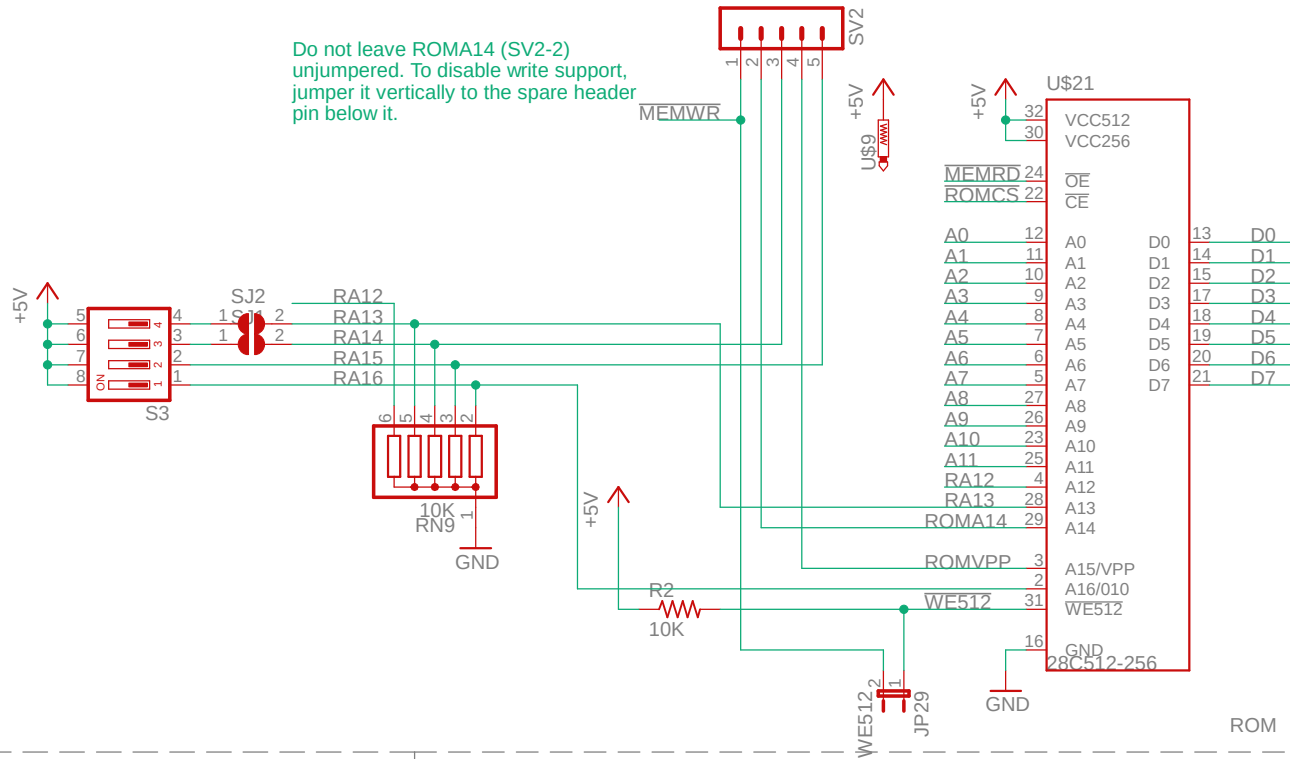 SV2
1
2
3
4
5
Do not leave ROMA14 (SV2-2)
unjumpered. To disable write support,
jumper it vertically to the spare header
pin below it.
MEMWR
+5V
U$9
+5V
U$21
32 VCC512
30 VCC256
MEMRD 24 OE
ROMCS 22 CE
A0 12 A0 D0 13 D0
A1 11 A1 D1 14 D1
A2 10 A2 D2 15 D2
A3 9 A3 D3 17 D3
A4 8 A4 D4 18 D4
A5 7 A5 D5 19 D5
A6 6 A6 D6 20 D6
A7 5 A7 D7 21 D7
A8 27 A8
A9 26 A9
A10 23 A10
A11 25 A11
RA12 4 A12
RA13 28 A13
ROMA14 29 A14
ROMVPP 3 A15/VPP
2 A16/010
WE512 31 WE512
16 GND
28C512-256
GND
+5V
5 4 4
6 3 3
7 2 2
8 ON 1 1
S3
SJ2
SJ1
1 2
1 2
RA12
RA13
RA14
RA15
RA16
6
5
4
3
2
10K
RN9
1
GND
+5V
R2
10K
2
1
WE512
JP29
ROM